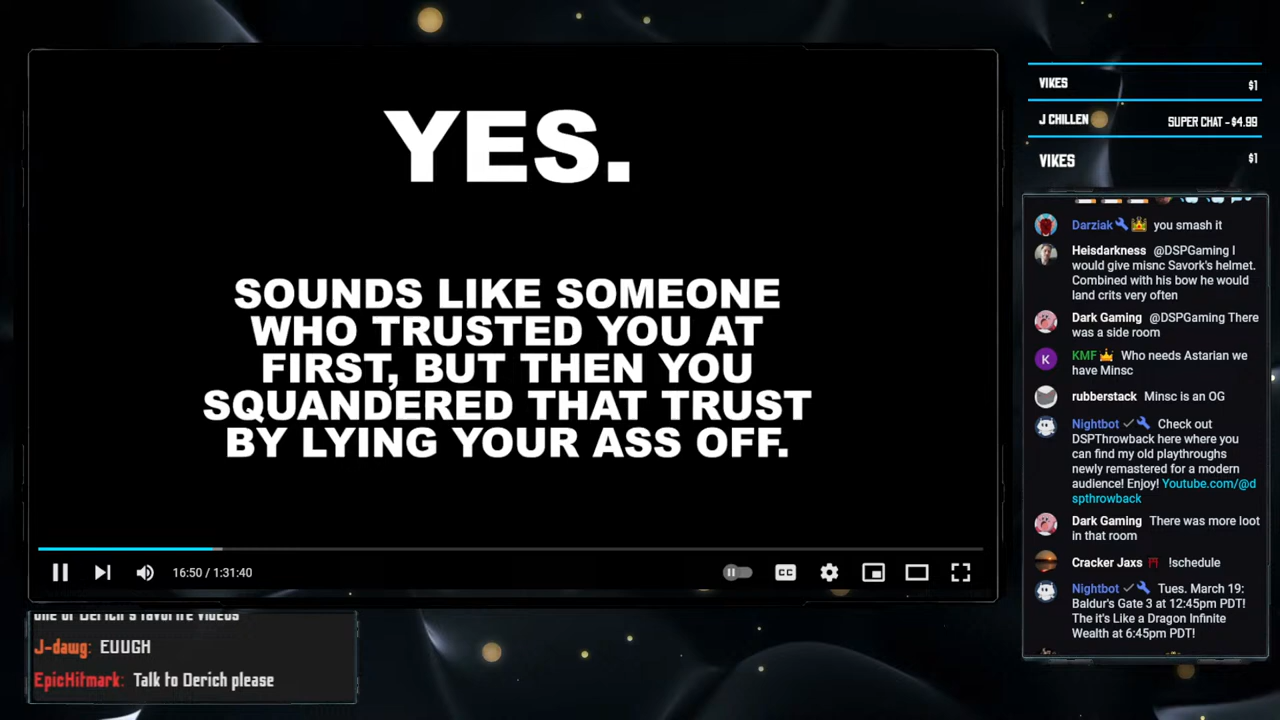 YES.
SOUNDS LIKE SOMEONE
WHO TRUSTED YOU AT
FIRST, BUT THEN YOU
SQUANDERED THAT TRUST
BY LYING YOUR ASS OFF.
16:50 / 1:31:40
CC
one of Derich's favorite videos
J-dawg: EUUGH
EpicHitmark: Talk to Derich please
VIKES $1
J CHILLEN SUPER CHAT - $4.99
VIKES $1
Darziak you smash it
Heisdarkness @DSPGaming I
would give misnc Savork's helmet.
Combined with his bow he would
land crits very often
Dark Gaming @DSPGaming There
was a side room
K KMF Who needs Astarian we
have Minsc
rubberstack Minsc is an OG
Nightbot Check out
DSPThrowback here where you
can find my old playthroughs
newly remastered for a modern
audience! Enjoy! Youtube.com/@d
spthrowback
Dark Gaming There was more loot
in that room
Cracker Jaxs !schedule
Nightbot Tues. March 19:
Baldur's Gate 3 at 12:45pm PDT!
The it's Like a Dragon Infinite
Wealth at 6:45pm PDT!